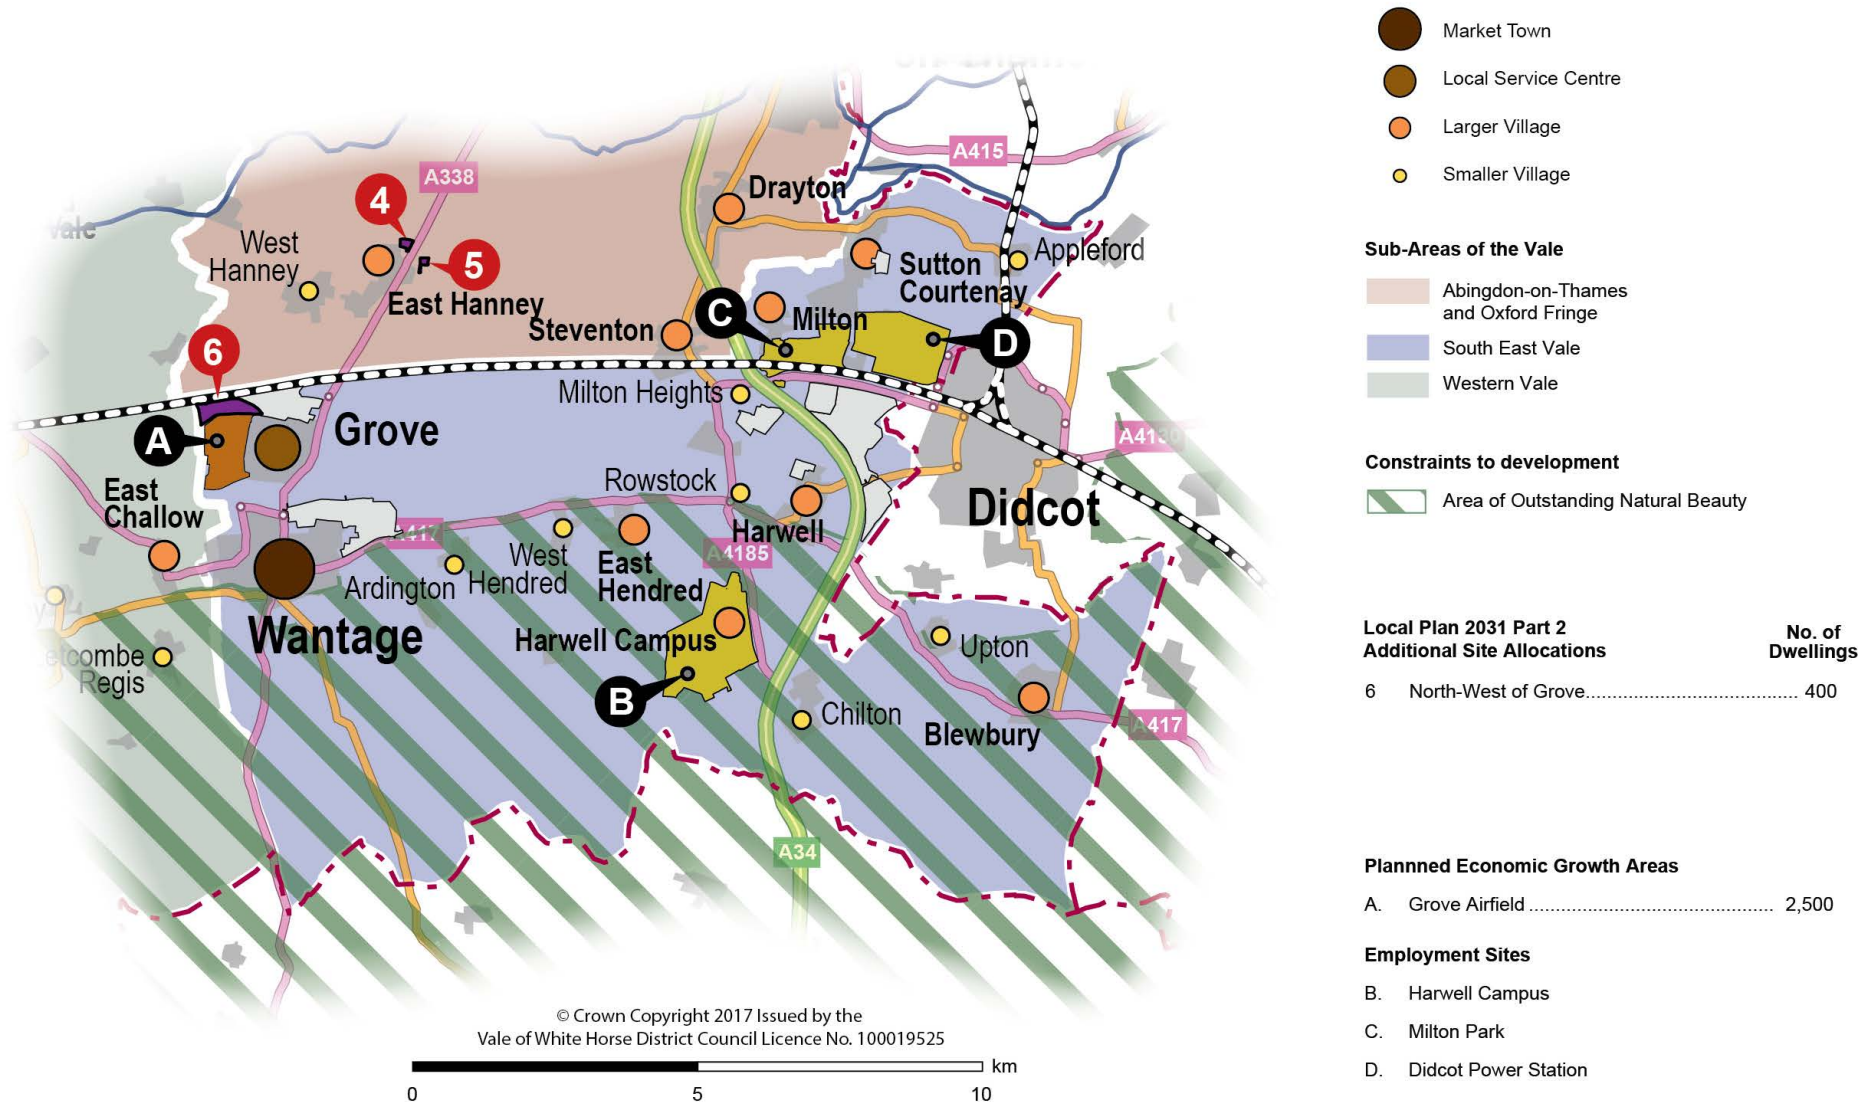 A415
A338
4
Drayton
West
Hanney
5
East Hanney
Sutton
Courtenay
Appleford
C
Milton
Steventon
D
6
Milton Heights
Grove
A
A4130
East
Challow
Rowstock
Didcot
A417
Harwell
A4185
West
Hendred
East
Hendred
Ardington
Wantage
Harwell Campus
Upton
Regis
B
Chilton
Blewbury
A417
A34
© Crown Copyright 2017 Issued by the
Vale of White Horse District Council Licence No. 100019525
km
0 5 10
Market Town
Local Service Centre
Larger Village
Smaller Village
Sub-Areas of the Vale
Abingdon-on-Thames
and Oxford Fringe
South East Vale
Western Vale
Constraints to development
Area of Outstanding Natural Beauty
Local Plan 2031 Part 2
Additional Site Allocations
No. of
Dwellings
6 North-West of Grove........................................ 400
Plannned Economic Growth Areas
A. Grove Airfield.............................................. 2,500
Employment Sites
B. Harwell Campus
C. Milton Park
D. Didcot Power Station